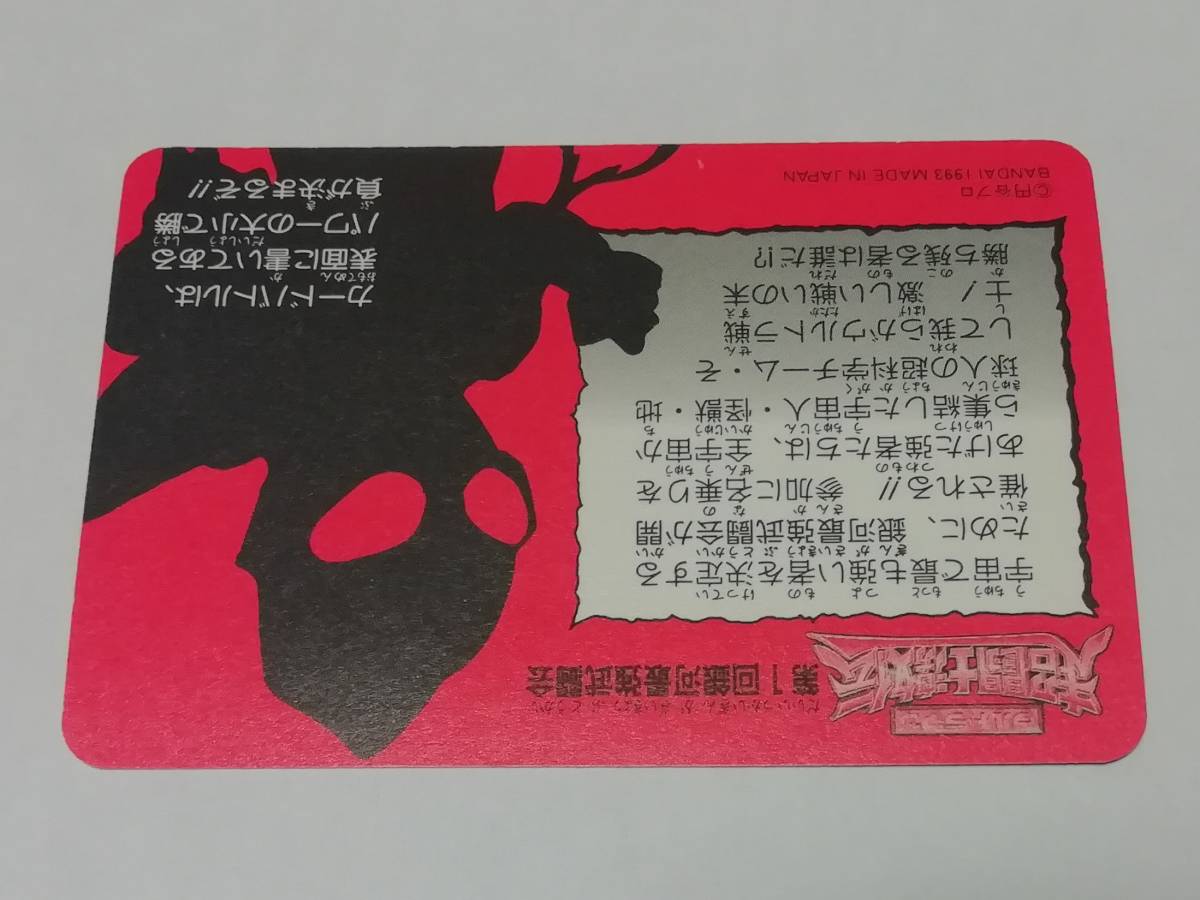 ウルトラマン
超闘士激伝
第1回銀河最強武闘会
宇宙で最も強い者を決定する
ために、銀河最強武闘会が開
催される!! 参加に名乗りを
あげた強者たちは、全宇宙か
ら集結した宇宙人・怪獣・地
球人の超科学チーム・そ
して我らがウルトラ戦
士! 激しい戦いの末
勝ち残る者は誰だ!?
©円谷プロ
BANDAI 1993 MADE IN JAPAN
カードバトルは、
表面に書いてある
パワーの大小で勝
負が決まるぞ!!